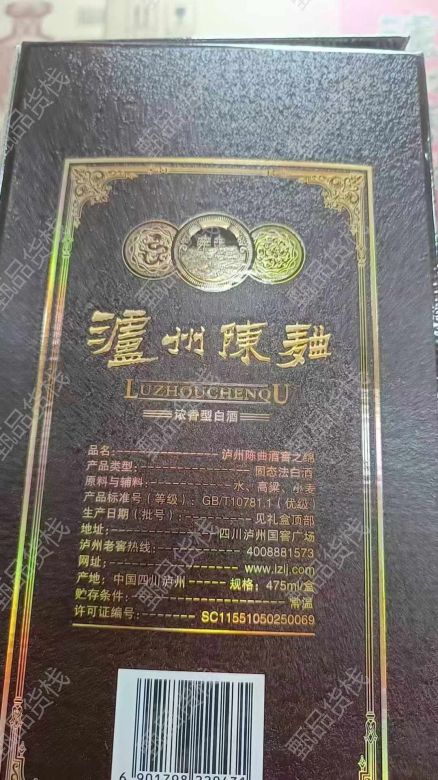 瀘州陳麯
LUZHOUCHENQU
浓香型白酒
品名：泸州陈曲酒窖之绵
产品类型：固态法白酒
原料与辅料：水、高粱、小麦
产品标准号（等级）：GB/T10781.1（优级）
生产日期（批号）：见礼盒顶部
地址：四川泸州国窖广场
泸州老窖热线：4008881573
网址：www.lzlj.com
产地：中国四川泸州 规格：475ml/盒
贮存条件：常温
许可证编号：SC11551050250069
甄品货栈